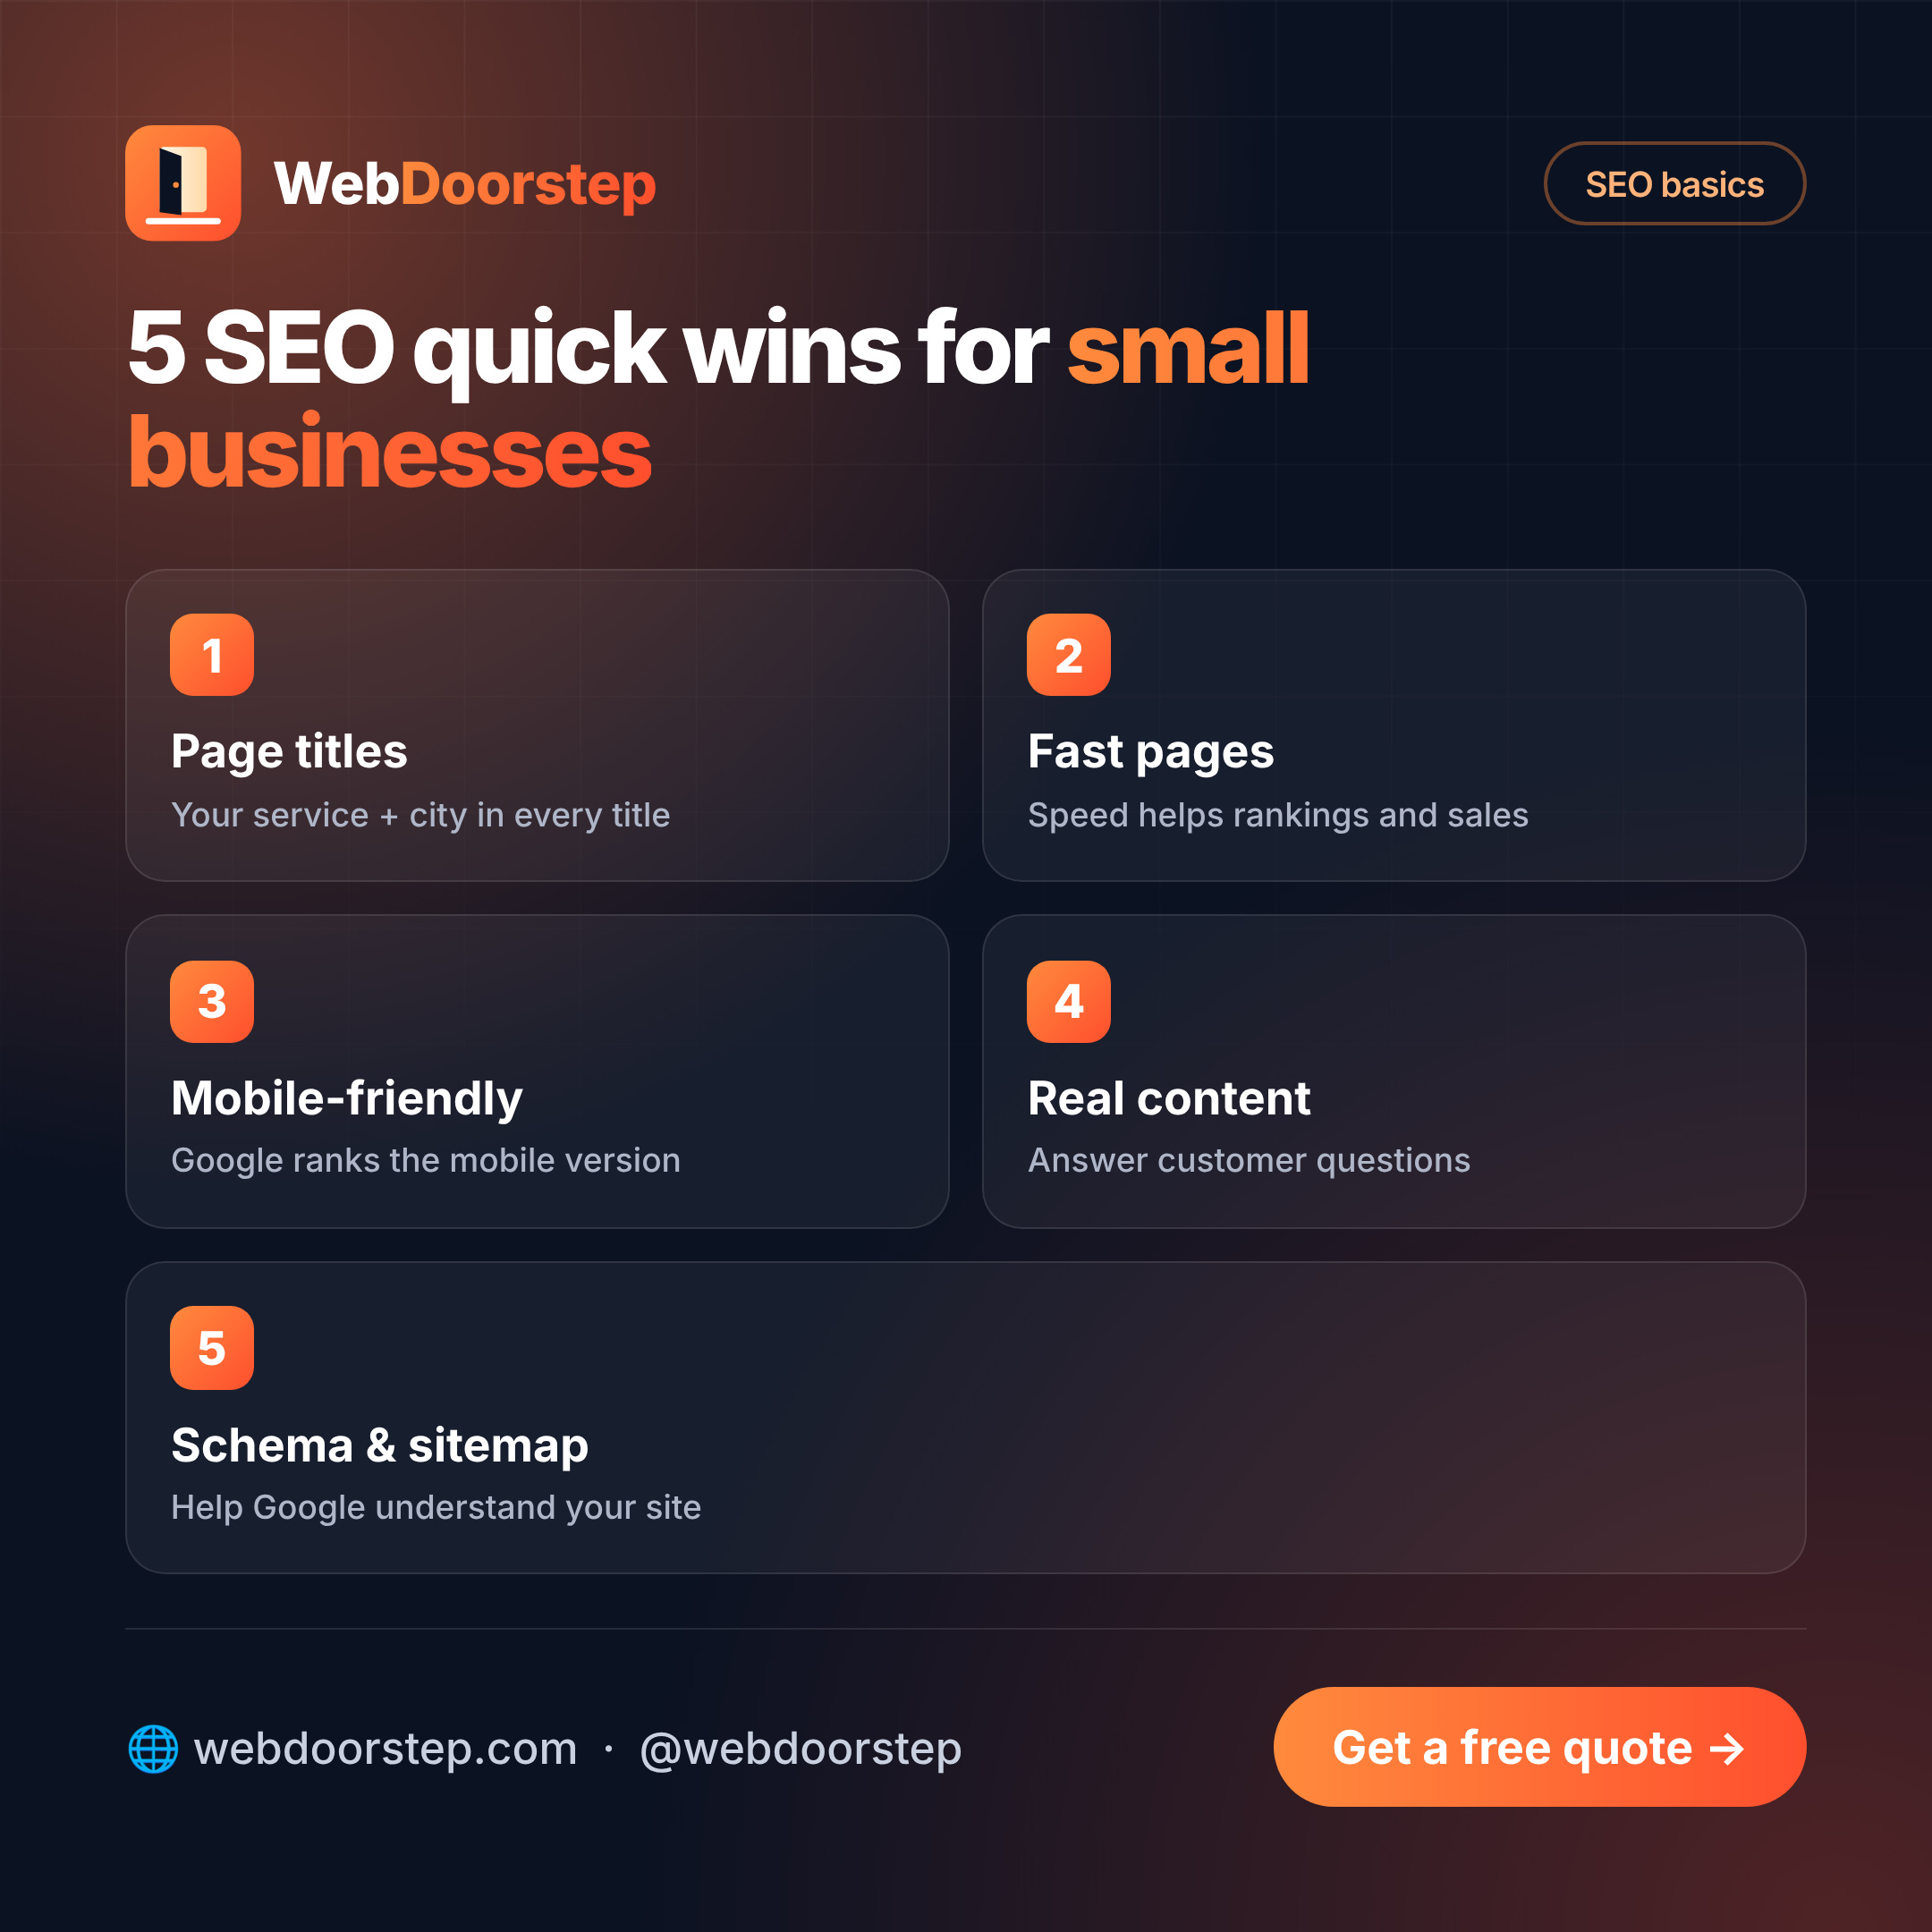 WebDoorstep
SEO basics
5 SEO quick wins for small
businesses
1
Page titles
Your service + city in every title
2
Fast pages
Speed helps rankings and sales
3
Mobile-friendly
Google ranks the mobile version
4
Real content
Answer customer questions
5
Schema & sitemap
Help Google understand your site
🌐 webdoorstep.com · @webdoorstep
Get a free quote →